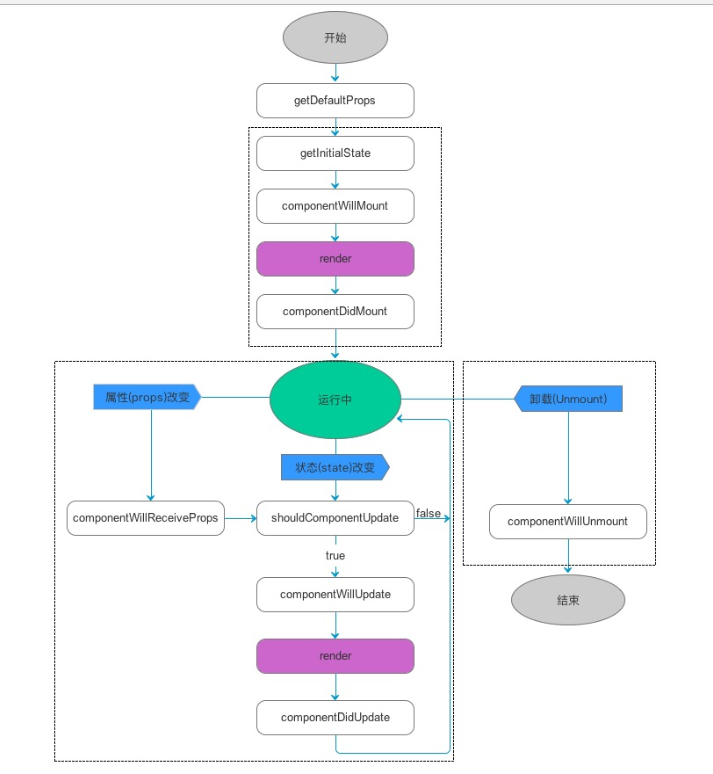 开始
getDefaultProps
getInitialState
componentWillMount
render
componentDidMount
属性(props)改变
运行中
卸载(Unmount)
状态(state)改变
componentWillReceiveProps
shouldComponentUpdate
false
componentWillUnmount
true
componentWillUpdate
结束
render
componentDidUpdate